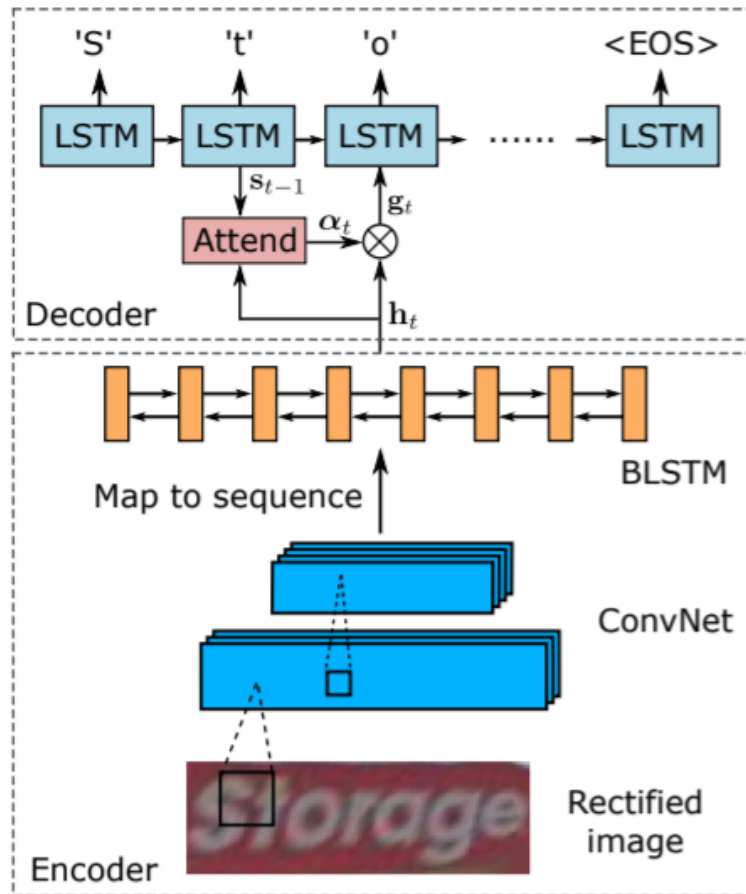 'S' 't' 'o' <EOS>
LSTM LSTM LSTM ...... LSTM
s_{t−1}
g_t
Attend α_t
h_t
Decoder
BLSTM
Map to sequence
ConvNet
Storage
Rectified
image
Encoder